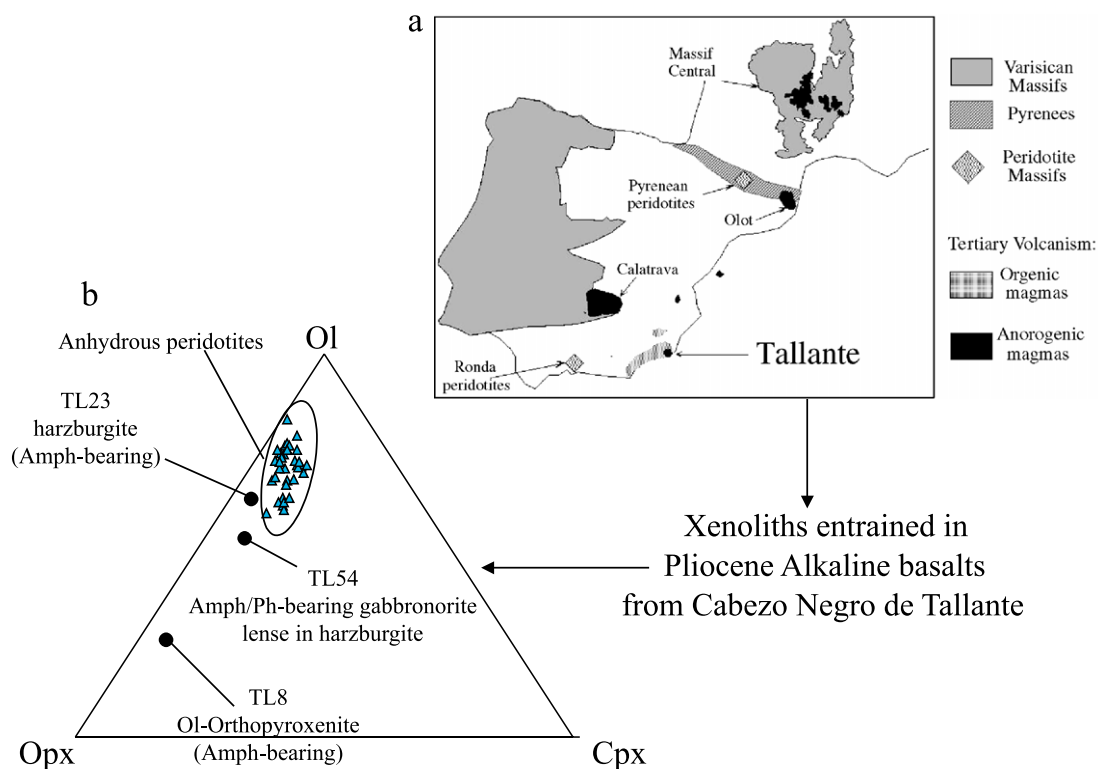 a
Massif
Central
Pyrenean
peridotites
Olot
Calatrava
Ronda
peridotites
Tallante
Varisican
Massifs
Pyrenees
Peridotite
Massifs
Tertiary Volcanism:
Orgenic
magmas
Anorogenic
magmas
b
Ol
Anhydrous peridotites
TL23
harzburgite
(Amph-bearing)
TL54
Amph/Ph-bearing gabbronorite
lense in harzburgite
TL8
Ol-Orthopyroxenite
(Amph-bearing)
Opx
Cpx
Xenoliths entrained in
Pliocene Alkaline basalts
from Cabezo Negro de Tallante